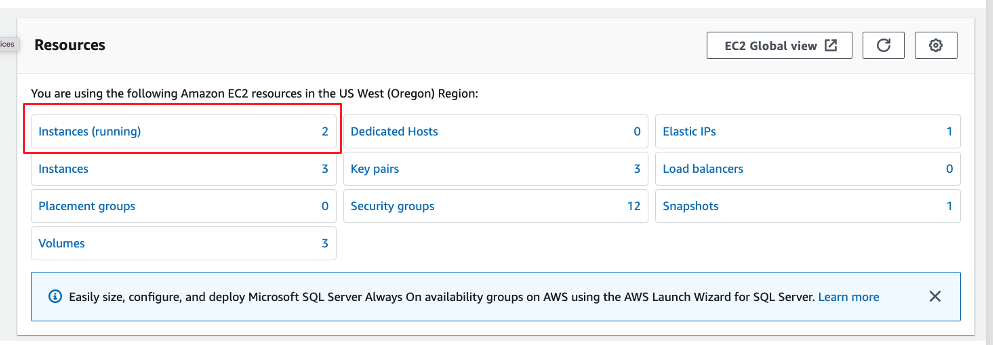 ices
Resources
EC2 Global view
You are using the following Amazon EC2 resources in the US West (Oregon) Region:
Instances (running) 2
Dedicated Hosts 0
Elastic IPs 1
Instances 3
Key pairs 3
Load balancers 0
Placement groups 0
Security groups 12
Snapshots 1
Volumes 3
Easily size, configure, and deploy Microsoft SQL Server Always On availability groups on AWS using the AWS Launch Wizard for SQL Server. Learn more